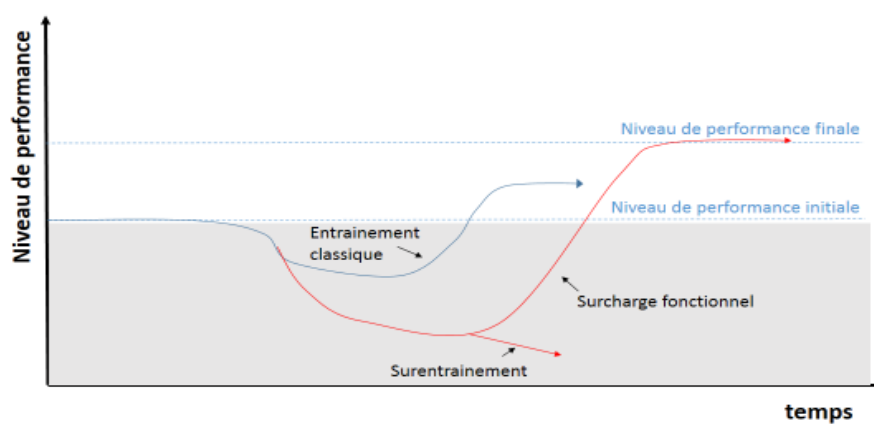 Niveau de performance
Niveau de performance finale
Niveau de performance initiale
Entrainement
classique
Surcharge fonctionnel
Surentrainement
temps